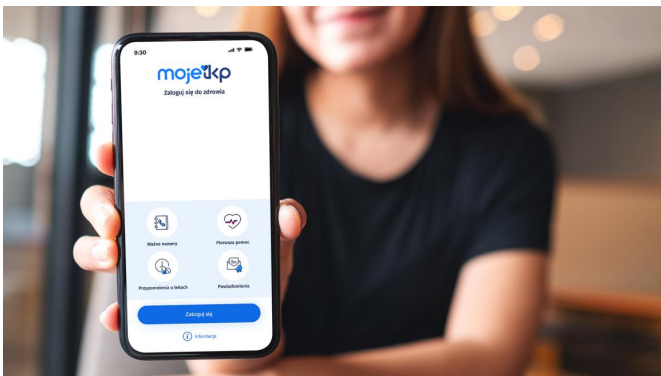 9:30
mojeikp
Zaloguj się do zdrowia
Ważne numery
Pierwsza pomoc
Przypomnienia o lekach
Powiadomienia
Zaloguj się
i Informacje